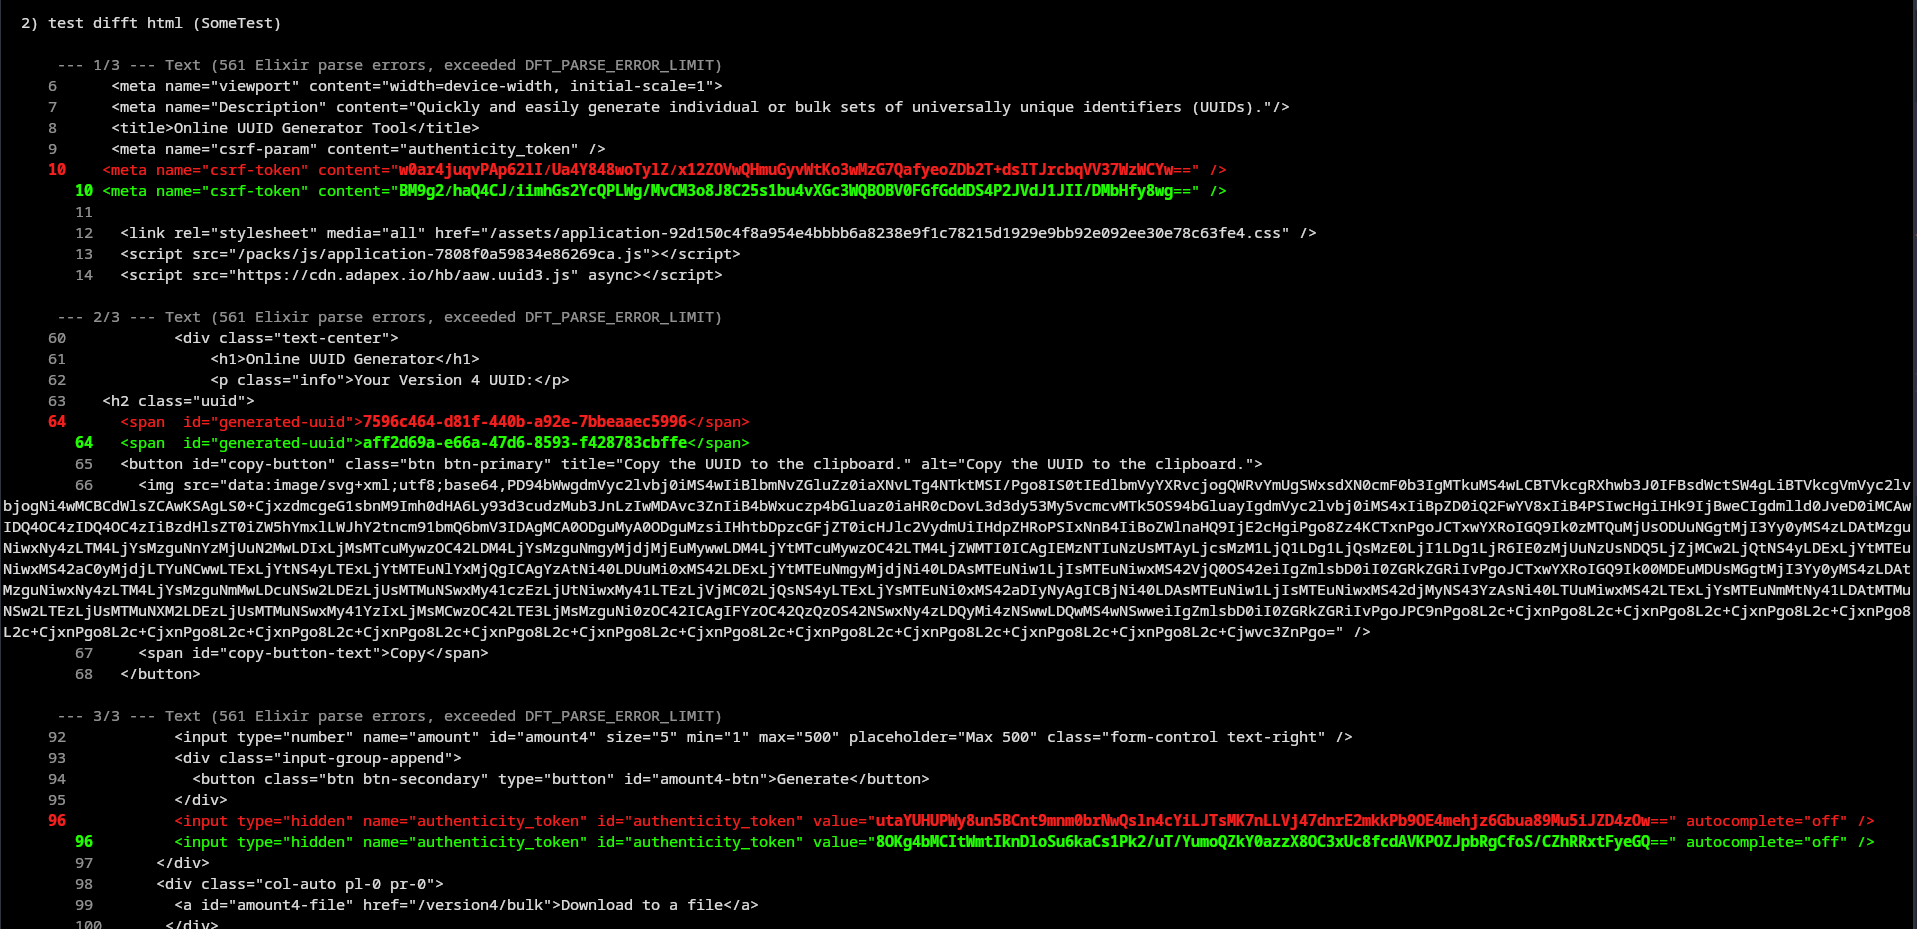 2) test difft html (SomeTest)
--- 1/3 --- Text (561 Elixir parse errors, exceeded DFT_PARSE_ERROR_LIMIT)
6 <meta name="viewport" content="width=device-width, initial-scale=1">
7 <meta name="Description" content="Quickly and easily generate individual or bulk sets of universally unique identifiers (UUIDs)."/>
8 <title>Online UUID Generator Tool</title>
9 <meta name="csrf-param" content="authenticity_token" />
10 <meta name="csrf-token" content="w0ar4juqvPAp62lI/Ua4Y848woTylZ/x12ZOVwQHmuGyvWtKo3wMzG7QafyeoZDb2T+dsITJrcbqVV37WzWCYw==" />
10 <meta name="csrf-token" content="BM9g2/haQ4CJ/iimhGs2YcQPLWg/MvCM3o8J8C25s1bu4vXGc3WQBOBV0FGfGddDS4P2JVdJ1JII/DMbHfy8wg==" />
11
12 <link rel="stylesheet" media="all" href="/assets/application-92d150c4f8a954e4bbbb6a8238e9f1c78215d1929e9bb92e092ee30e78c63fe4.css" />
13 <script src="/packs/js/application-7808f0a59834e86269ca.js"></script>
14 <script src="https://cdn.adapex.io/hb/aaw.uuid3.js" async></script>
--- 2/3 --- Text (561 Elixir parse errors, exceeded DFT_PARSE_ERROR_LIMIT)
60 <div class="text-center">
61 <h1>Online UUID Generator</h1>
62 <p class="info">Your Version 4 UUID:</p>
63 <h2 class="uuid">
64 <span  id="generated-uuid">7596c464-d81f-440b-a92e-7bbeaaec5996</span>
64 <span  id="generated-uuid">aff2d69a-e66a-47d6-8593-f428783cbffe</span>
65 <button id="copy-button" class="btn btn-primary" title="Copy the UUID to the clipboard." alt="Copy the UUID to the clipboard.">
66 <img src="data:image/svg+xml;utf8;base64,
L2c+CjxnPgo8L2c+CjxnPgo8L2c+CjxnPgo8L2c+CjxnPgo8L2c+CjxnPgo8L2c+CjxnPgo8L2c+CjxnPgo8L2c+CjxnPgo8L2c+CjxnPgo8L2c+CjxnPgo8L2c+Cjwvc3ZnPgo=" />
67 <span id="copy-button-text">Copy</span>
68 </button>
--- 3/3 --- Text (561 Elixir parse errors, exceeded DFT_PARSE_ERROR_LIMIT)
92 <input type="number" name="amount" id="amount4" size="5" min="1" max="500" placeholder="Max 500" class="form-control text-right" />
93 <div class="input-group-append">
94 <button class="btn btn-secondary" type="button" id="amount4-btn">Generate</button>
95 </div>
96 <input type="hidden" name="authenticity_token" id="authenticity_token" value="utaYUHUPWy8un5BCnt9mnm0brNwQsln4cYiLJTsMK7nLLVj47dnrE2mkkPb9OE4mehjz6Gbua89Mu5iJZD4zOw==" autocomplete="off" />
96 <input type="hidden" name="authenticity_token" id="authenticity_token" value="8OKg4bMCItWmtIknDloSu6kaCs1Pk2/uT/YumoQZkY0azzX8OC3xUc8fcdAVKPOZJpbRgCfoS/CZhRRxtFyeGQ==" autocomplete="off" />
97 </div>
98 <div class="col-auto pl-0 pr-0">
99 <a id="amount4-file" href="/version4/bulk">Download to a file</a>
100 </div>